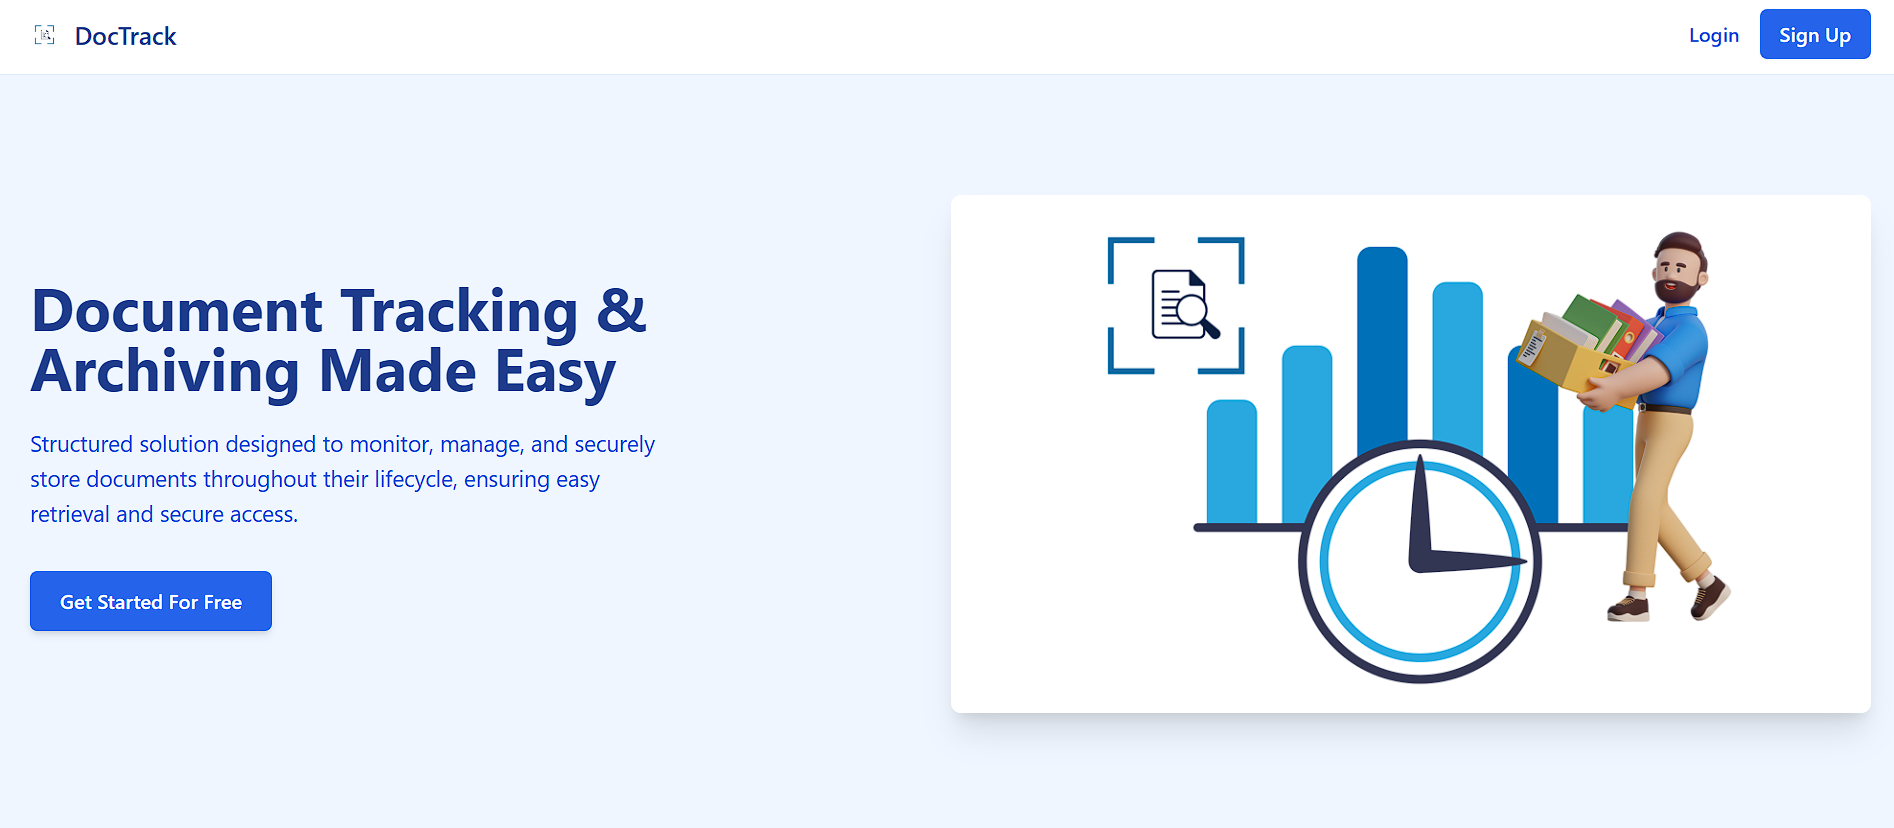 DocTrack
Login
Sign Up
Document Tracking &
Archiving Made Easy
Structured solution designed to monitor, manage, and securely
store documents throughout their lifecycle, ensuring easy
retrieval and secure access.
Get Started For Free